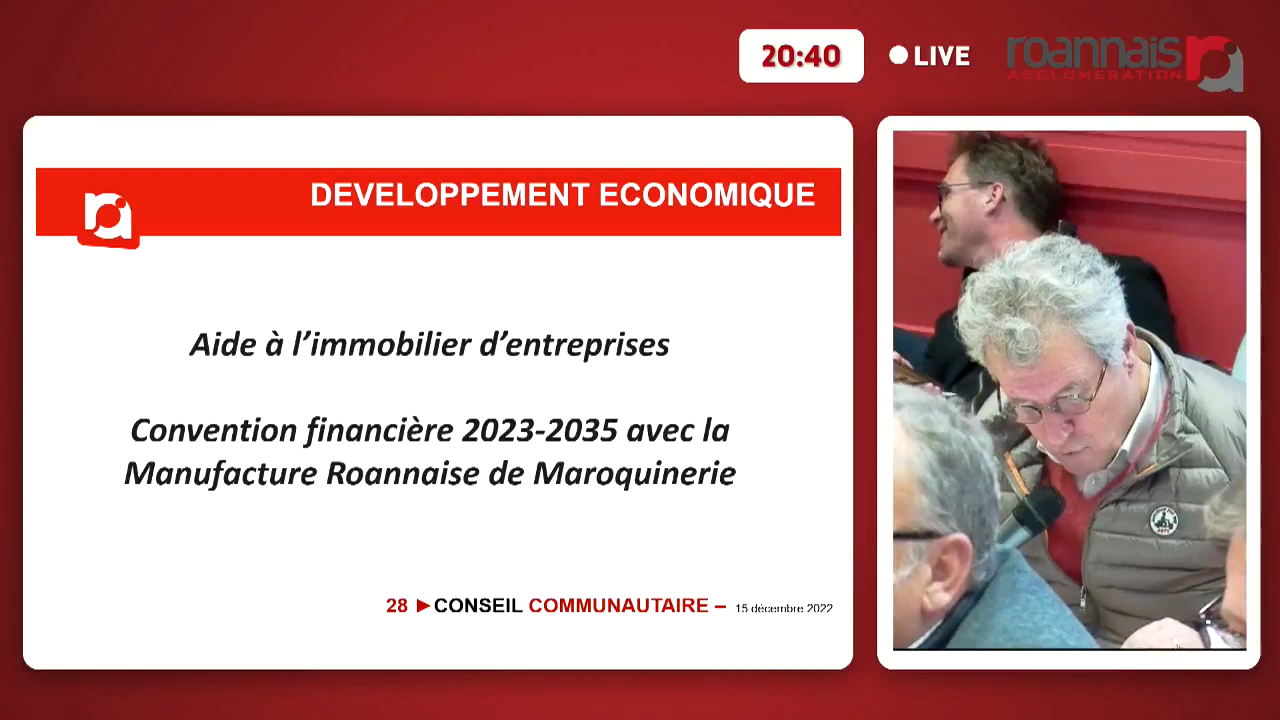 20:40
LIVE
roannais
AGGLOMÉRATION
DEVELOPPEMENT ECONOMIQUE
Aide à l’immobilier d’entreprises
Convention financière 2023-2035 avec la
Manufacture Roannaise de Maroquinerie
28 ►CONSEIL COMMUNAUTAIRE – 15 décembre 2022